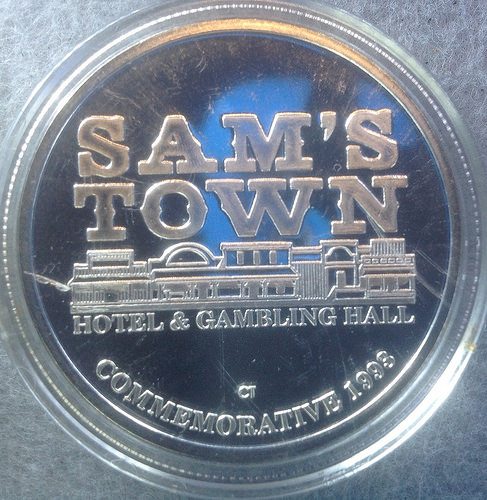 SAM'S
TOWN
HOTEL & GAMBLING HALL
CT
COMMEMORATIVE 1998